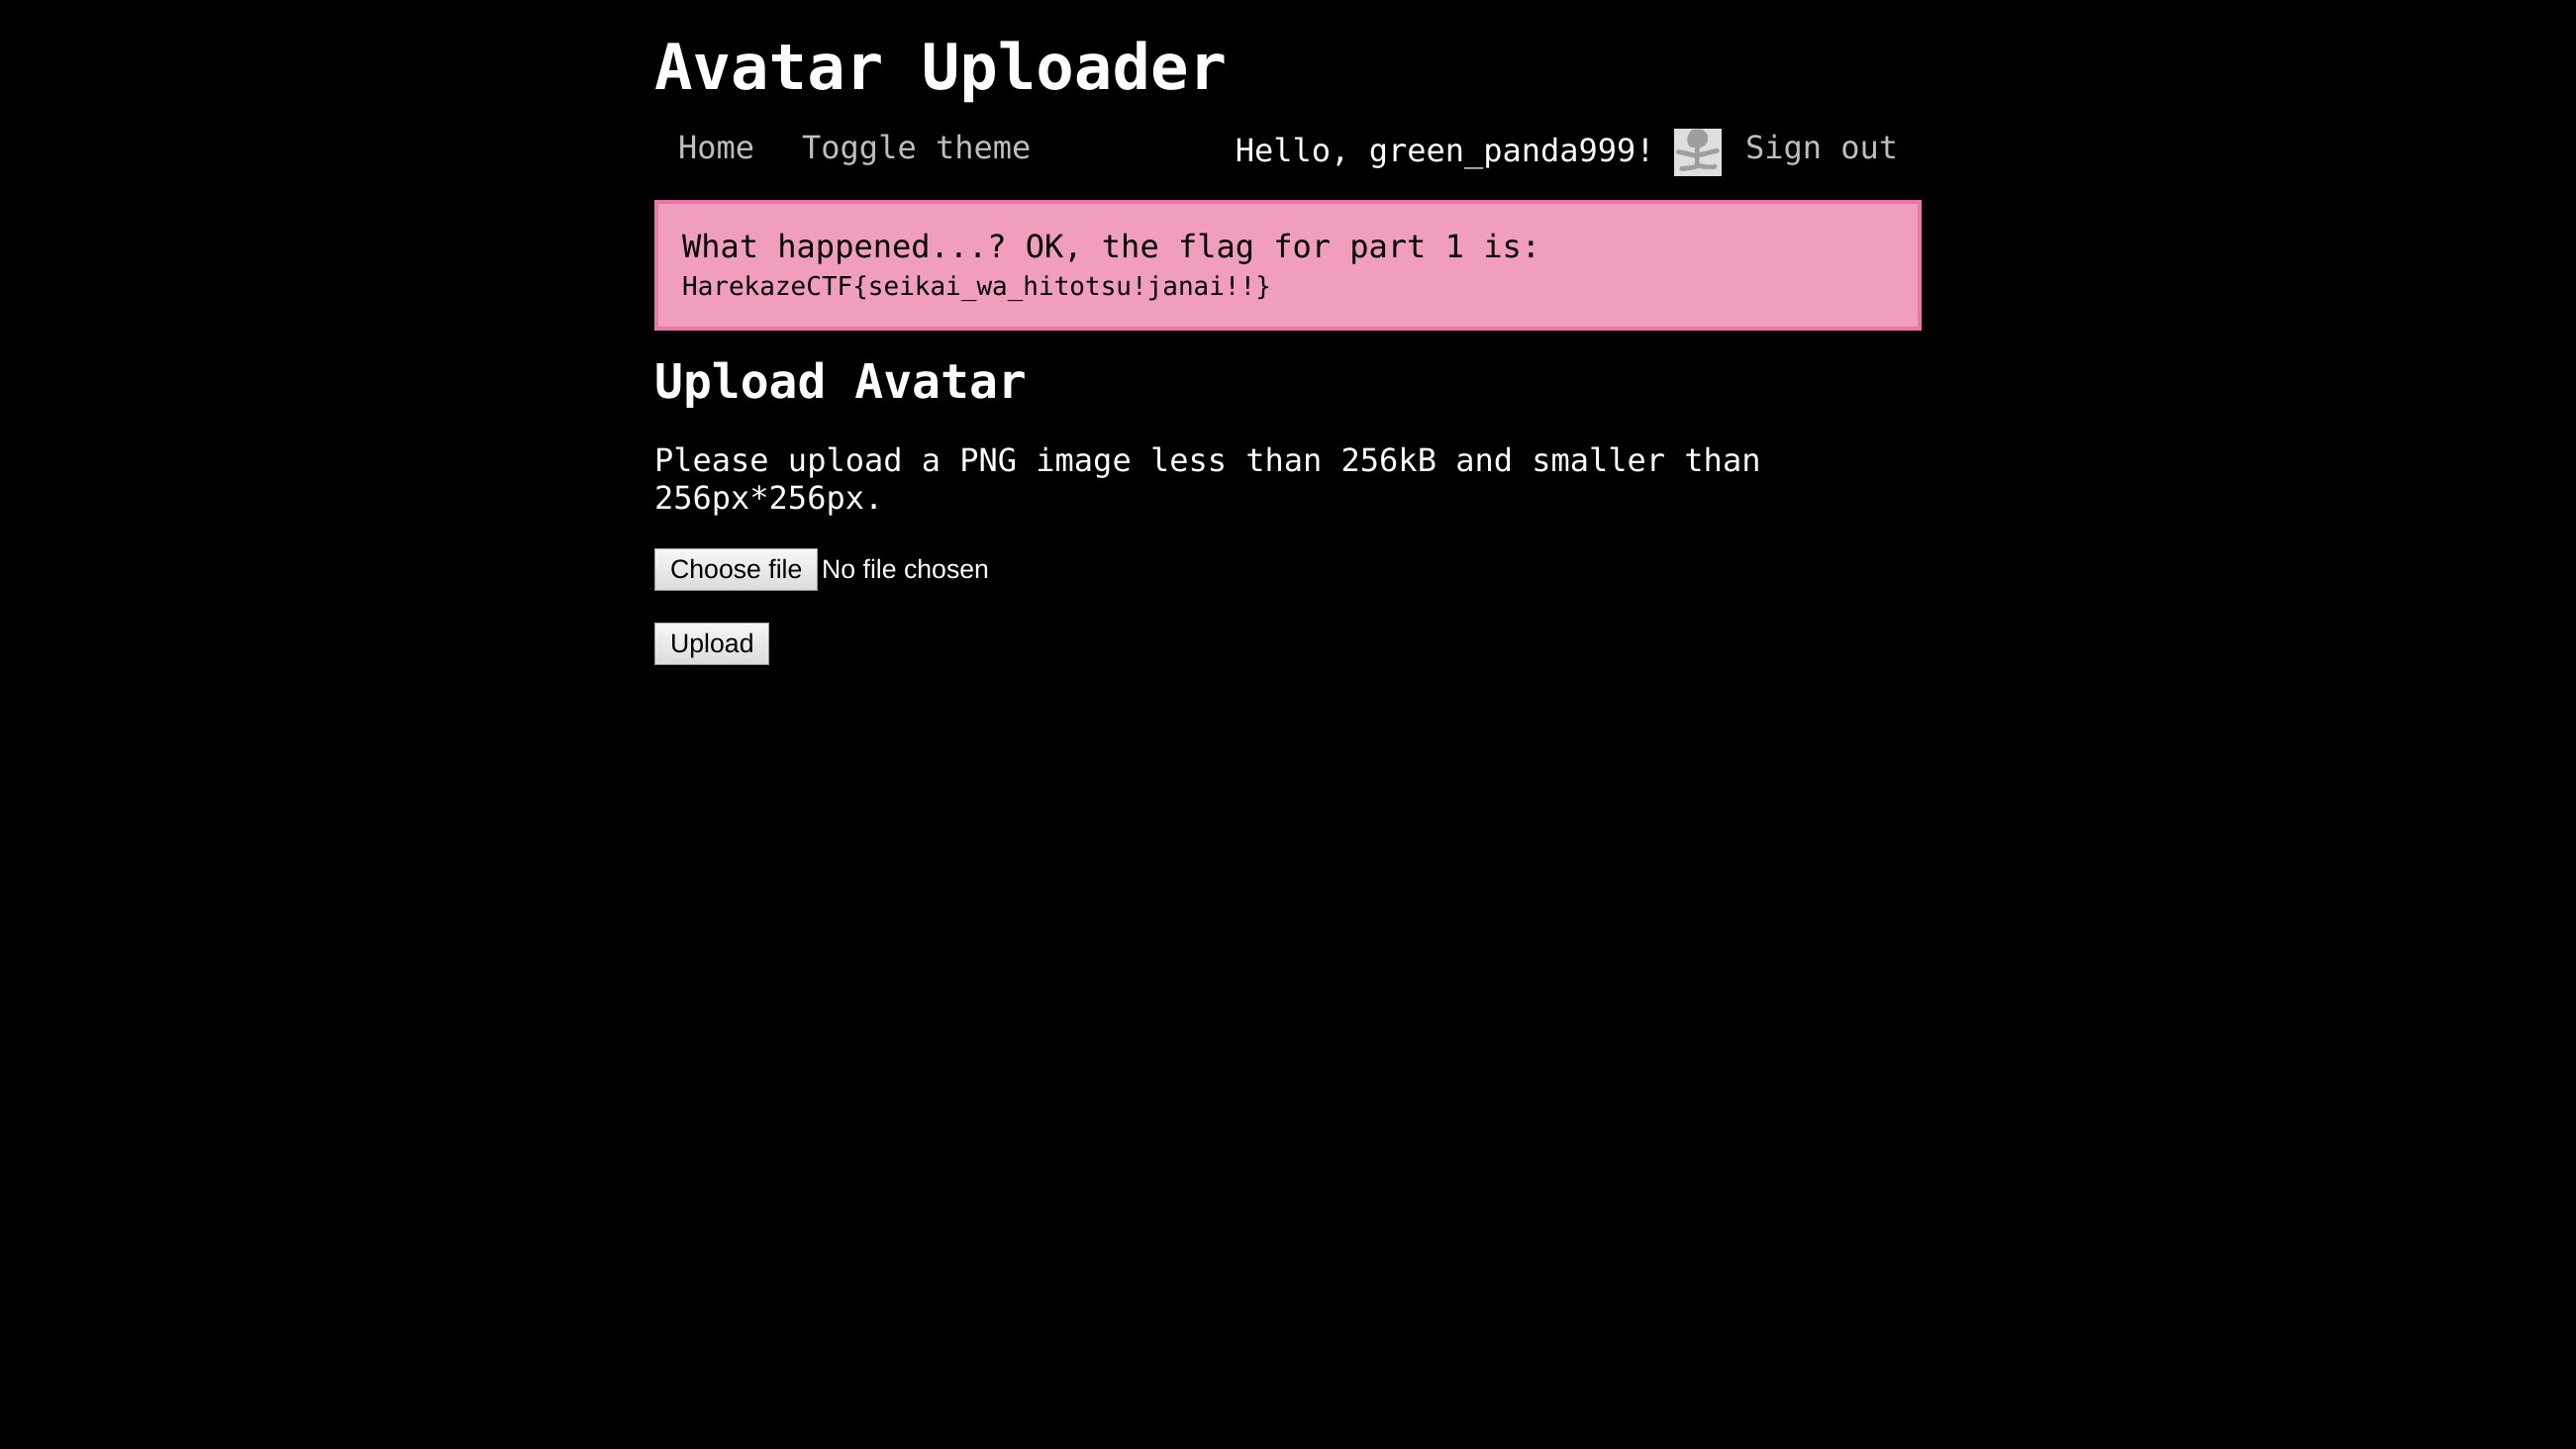 Avatar Uploader
Home Toggle theme Hello, green_panda999! Sign out
What happened...? OK, the flag for part 1 is:
HarekazeCTF{seikai_wa_hitotsu!janai!!}
Upload Avatar
Please upload a PNG image less than 256kB and smaller than
256px*256px.
Choose file No file chosen
Upload